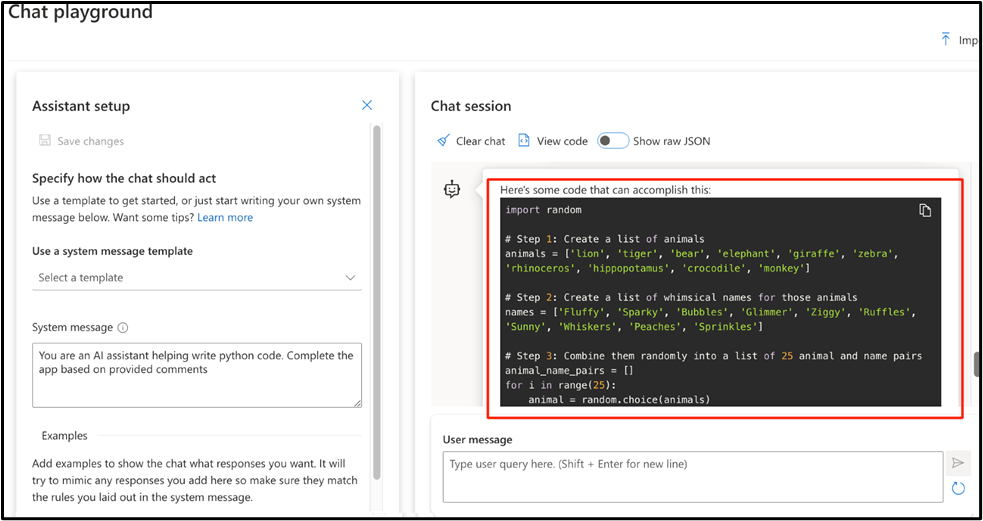 Chat playground
Imp
Assistant setup
Save changes
Specify how the chat should act
Use a template to get started, or just start writing your own system
message below. Want some tips? Learn more
Use a system message template
Select a template
System message
You are an AI assistant helping write python code. Complete the
app based on provided comments
Examples
Add examples to show the chat what responses you want. It will
try to mimic any responses you add here so make sure they match
the rules you laid out in the system message.
Chat session
Clear chat View code Show raw JSON
Here's some code that can accomplish this:
import random
# Step 1: Create a list of animals
animals = ['lion', 'tiger', 'bear', 'elephant', 'giraffe', 'zebra',
'rhinoceros', 'hippopotamus', 'crocodile', 'monkey']
# Step 2: Create a list of whimsical names for those animals
names = ['Fluffy', 'Sparky', 'Bubbles', 'Glimmer', 'Ziggy', 'Ruffles',
'Sunny', 'Whiskers', 'Peaches', 'Sprinkles']
# Step 3: Combine them randomly into a list of 25 animal and name pairs
animal_name_pairs = []
for i in range(25):
    animal = random.choice(animals)
User message
Type user query here. (Shift + Enter for new line)